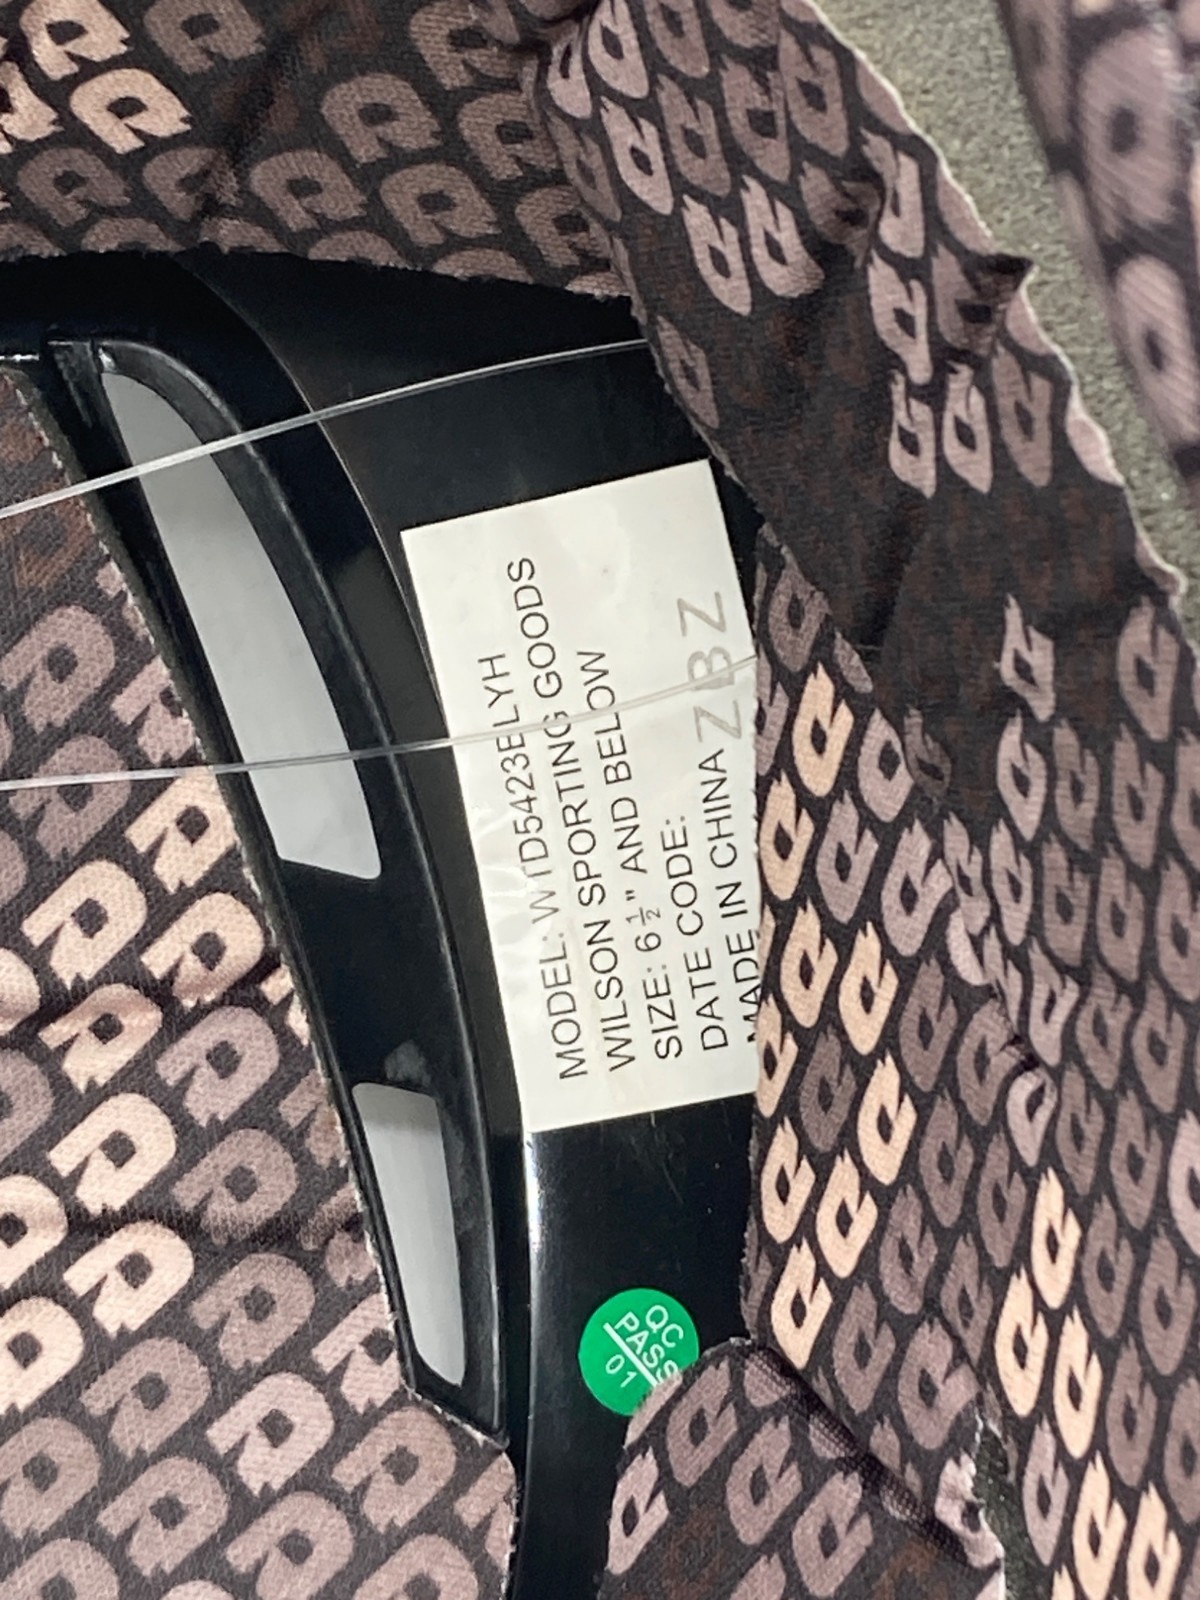 MODEL: WTD5423BLYH
WILSON SPORTING GOODS
SIZE: 6 1/2" AND BELOW
DATE CODE: ZBZ
MADE IN CHINA
QC
PASS
01